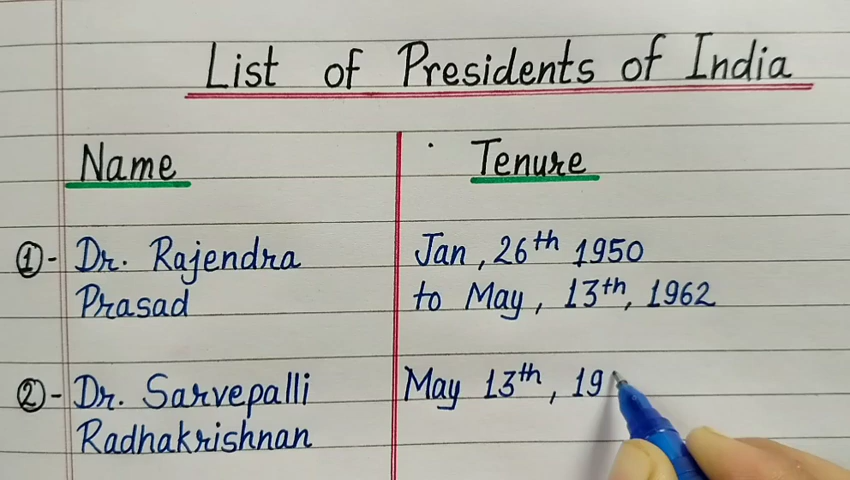 List of Presidents of India
Name Tenure
①- Dr. Rajendra Jan, 26th 1950
Prasad to May, 13th, 1962
②- Dr. Sarvepalli May 13th, 19
Radhakrishnan